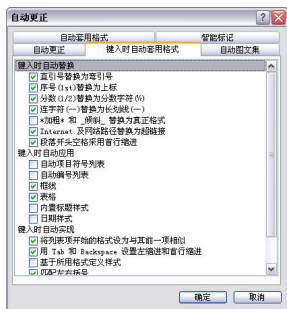 自动更正
自动套用格式 智能标记
自动更正 键入时自动套用格式 自动图文集
键入时自动替换
直引号替换为弯引号
序号(1st)替换为上标
分数(1/2)替换为分数字符(½)
连字符(--)替换为长划线(—)
*加粗* 和 _倾斜_ 替换为真正格式
Internet 及网络路径替换为超链接
段落开头空格采用首行缩进
键入时自动应用
自动项目符号列表
自动编号列表
框线
表格
内置标题样式
日期样式
键入时自动实现
将列表项开始的格式设为与其前一项相似
用 Tab 和 Backspace 设置左缩进和首行缩进
基于所用格式定义样式
匹配左右括号
确定 取消